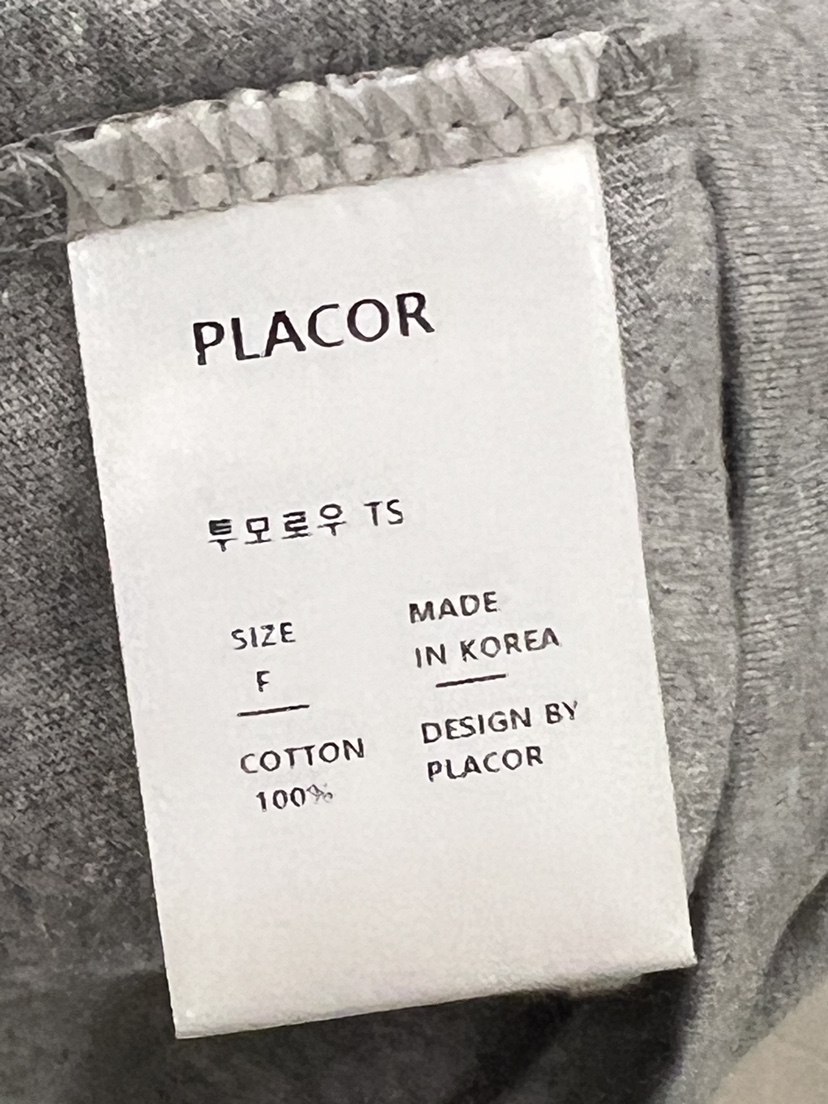 PLACOR
투모로우 TS
SIZE
F
COTTON
100%
MADE
IN KOREA
DESIGN BY
PLACOR